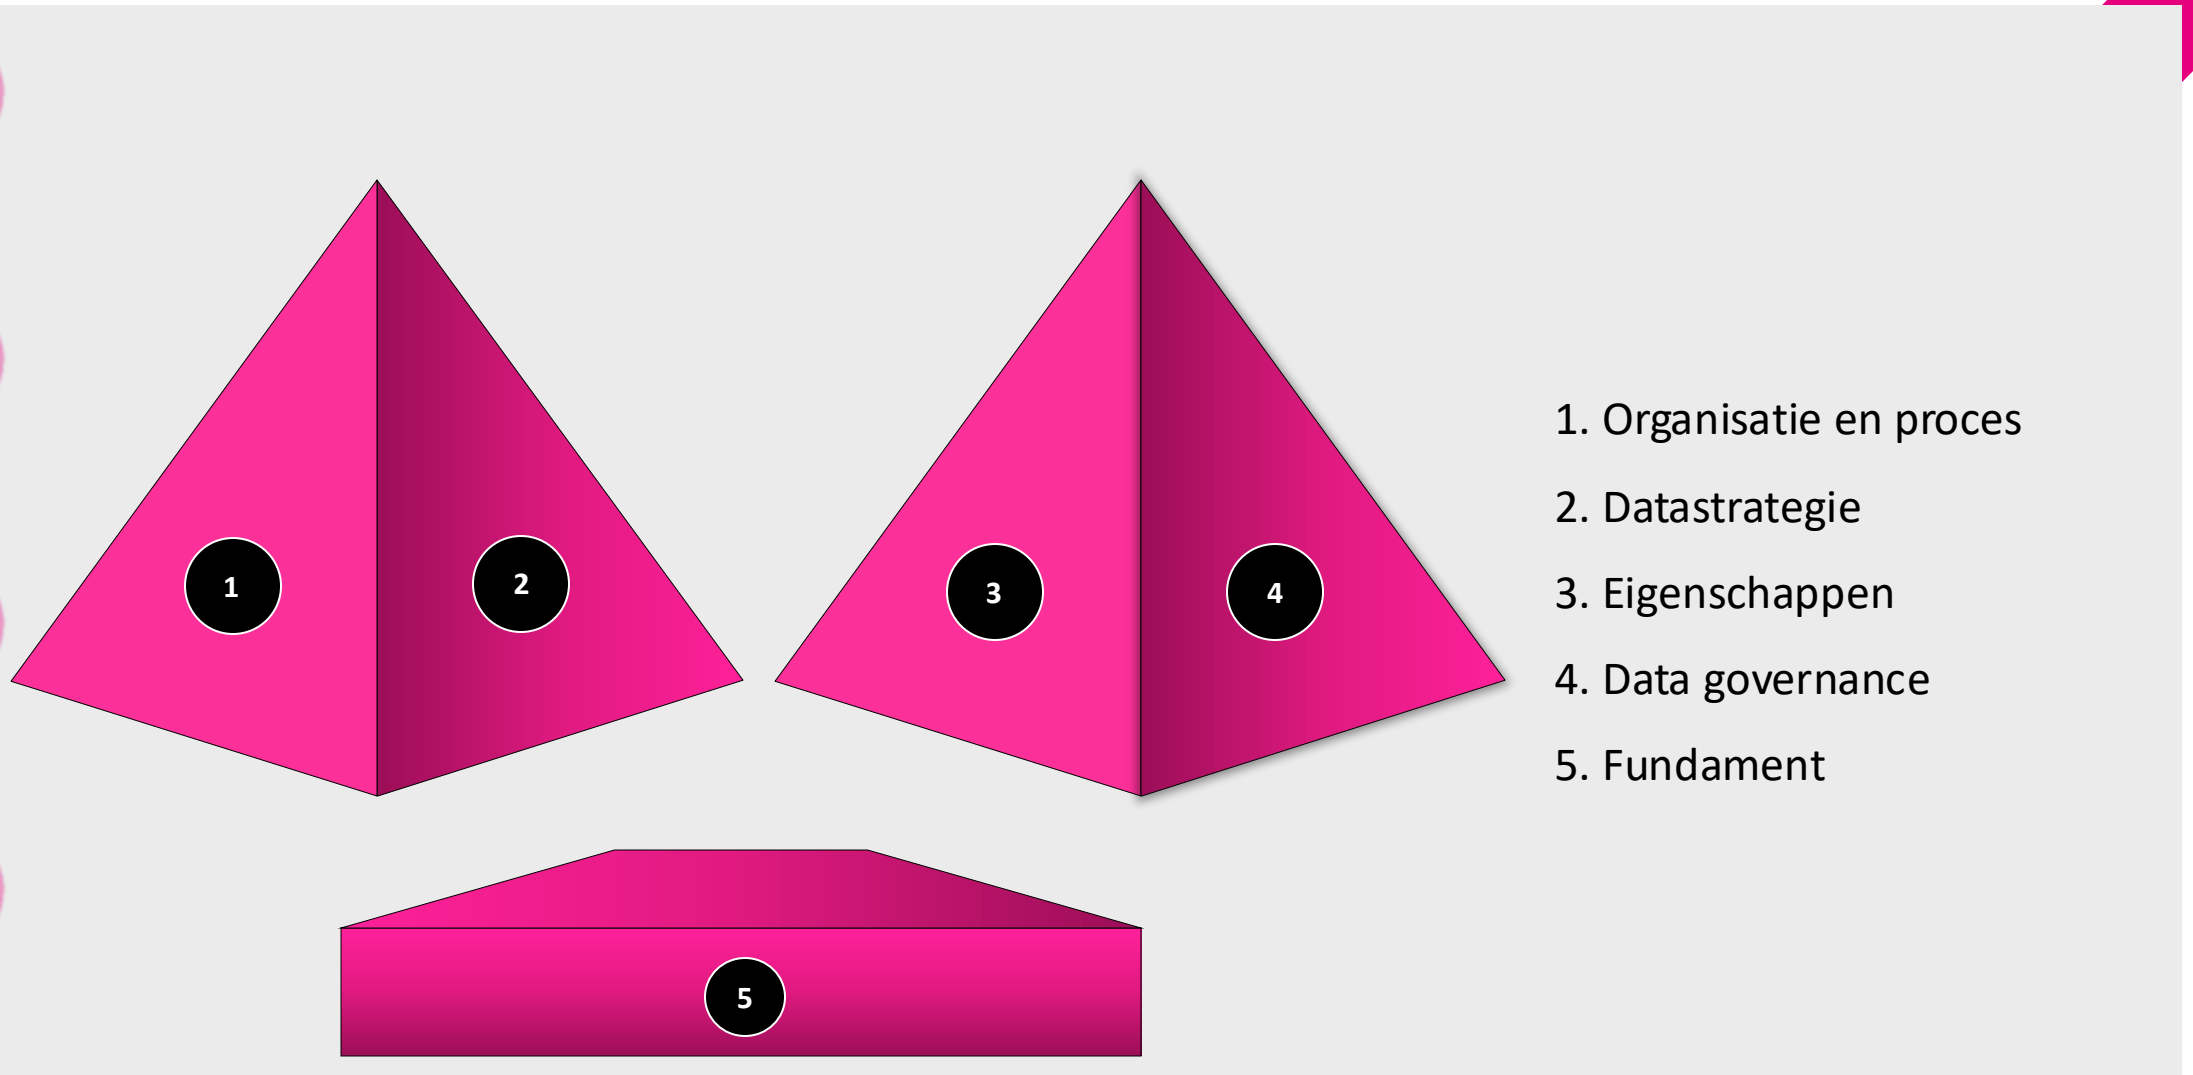 1
2
3
4
5
1. Organisatie en proces
2. Datastrategie
3. Eigenschappen
4. Data governance
5. Fundament